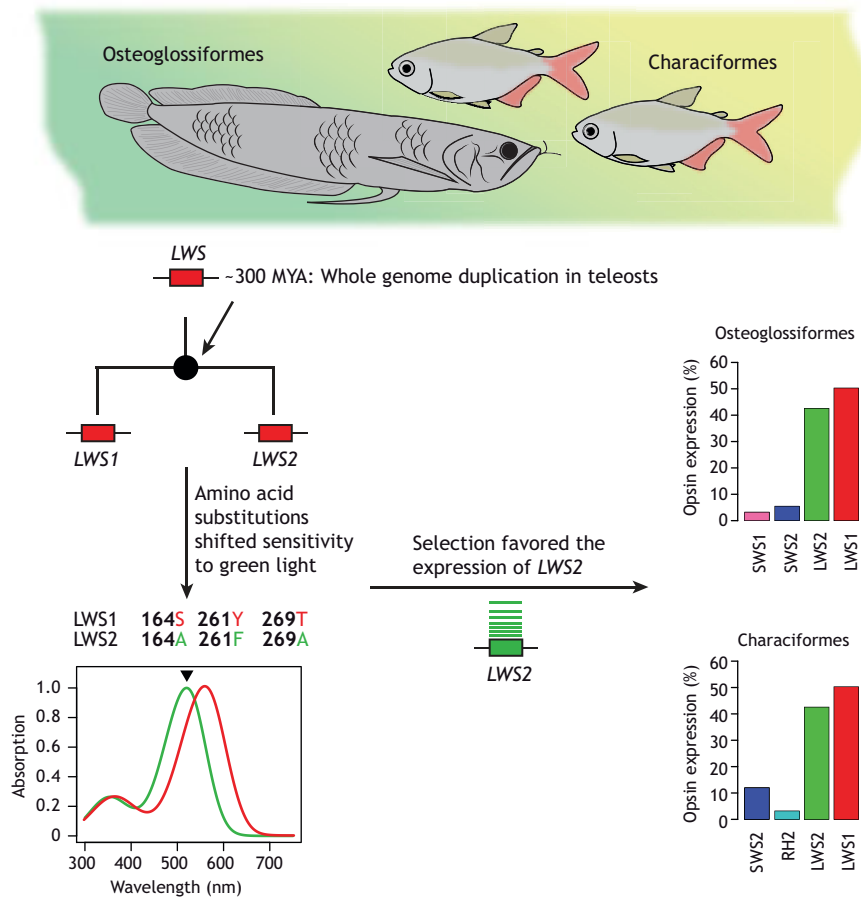 Osteoglossiformes
Characiformes
LWS
~300 MYA: Whole genome duplication in teleosts
LWS1
LWS2
Amino acid
substitutions
shifted sensitivity
to green light
LWS1 164S 261Y 269T
LWS2 164A 261F 269A
Absorption
1.0
0.8
0.6
0.4
0.2
0
300 400 500 600 700
Wavelength (nm)
Selection favored the
expression of LWS2
LWS2
Osteoglossiformes
Opsin expression (%)
60
50
40
30
20
10
0
SWS1
SWS2
LWS2
LWS1
Characiformes
Opsin expression (%)
60
50
40
30
20
10
0
SWS2
RH2
LWS2
LWS1